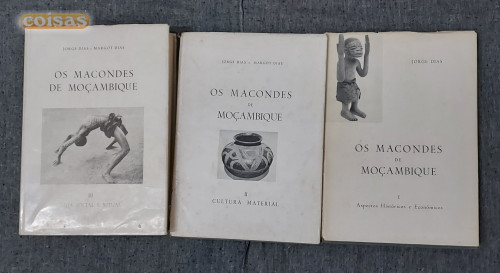 coisas
JORGE DIAS e MARGOT DIAS
OS MACONDES
DE MOÇAMBIQUE
III
JORGE DIAS e MARGOT DIAS
OS MACONDES
DE
MOÇAMBIQUE
II
CULTURA MATERIAL
JORGE DIAS
OS MACONDES
DE
MOÇAMBIQUE
I
Aspectos Históricos e Económicos